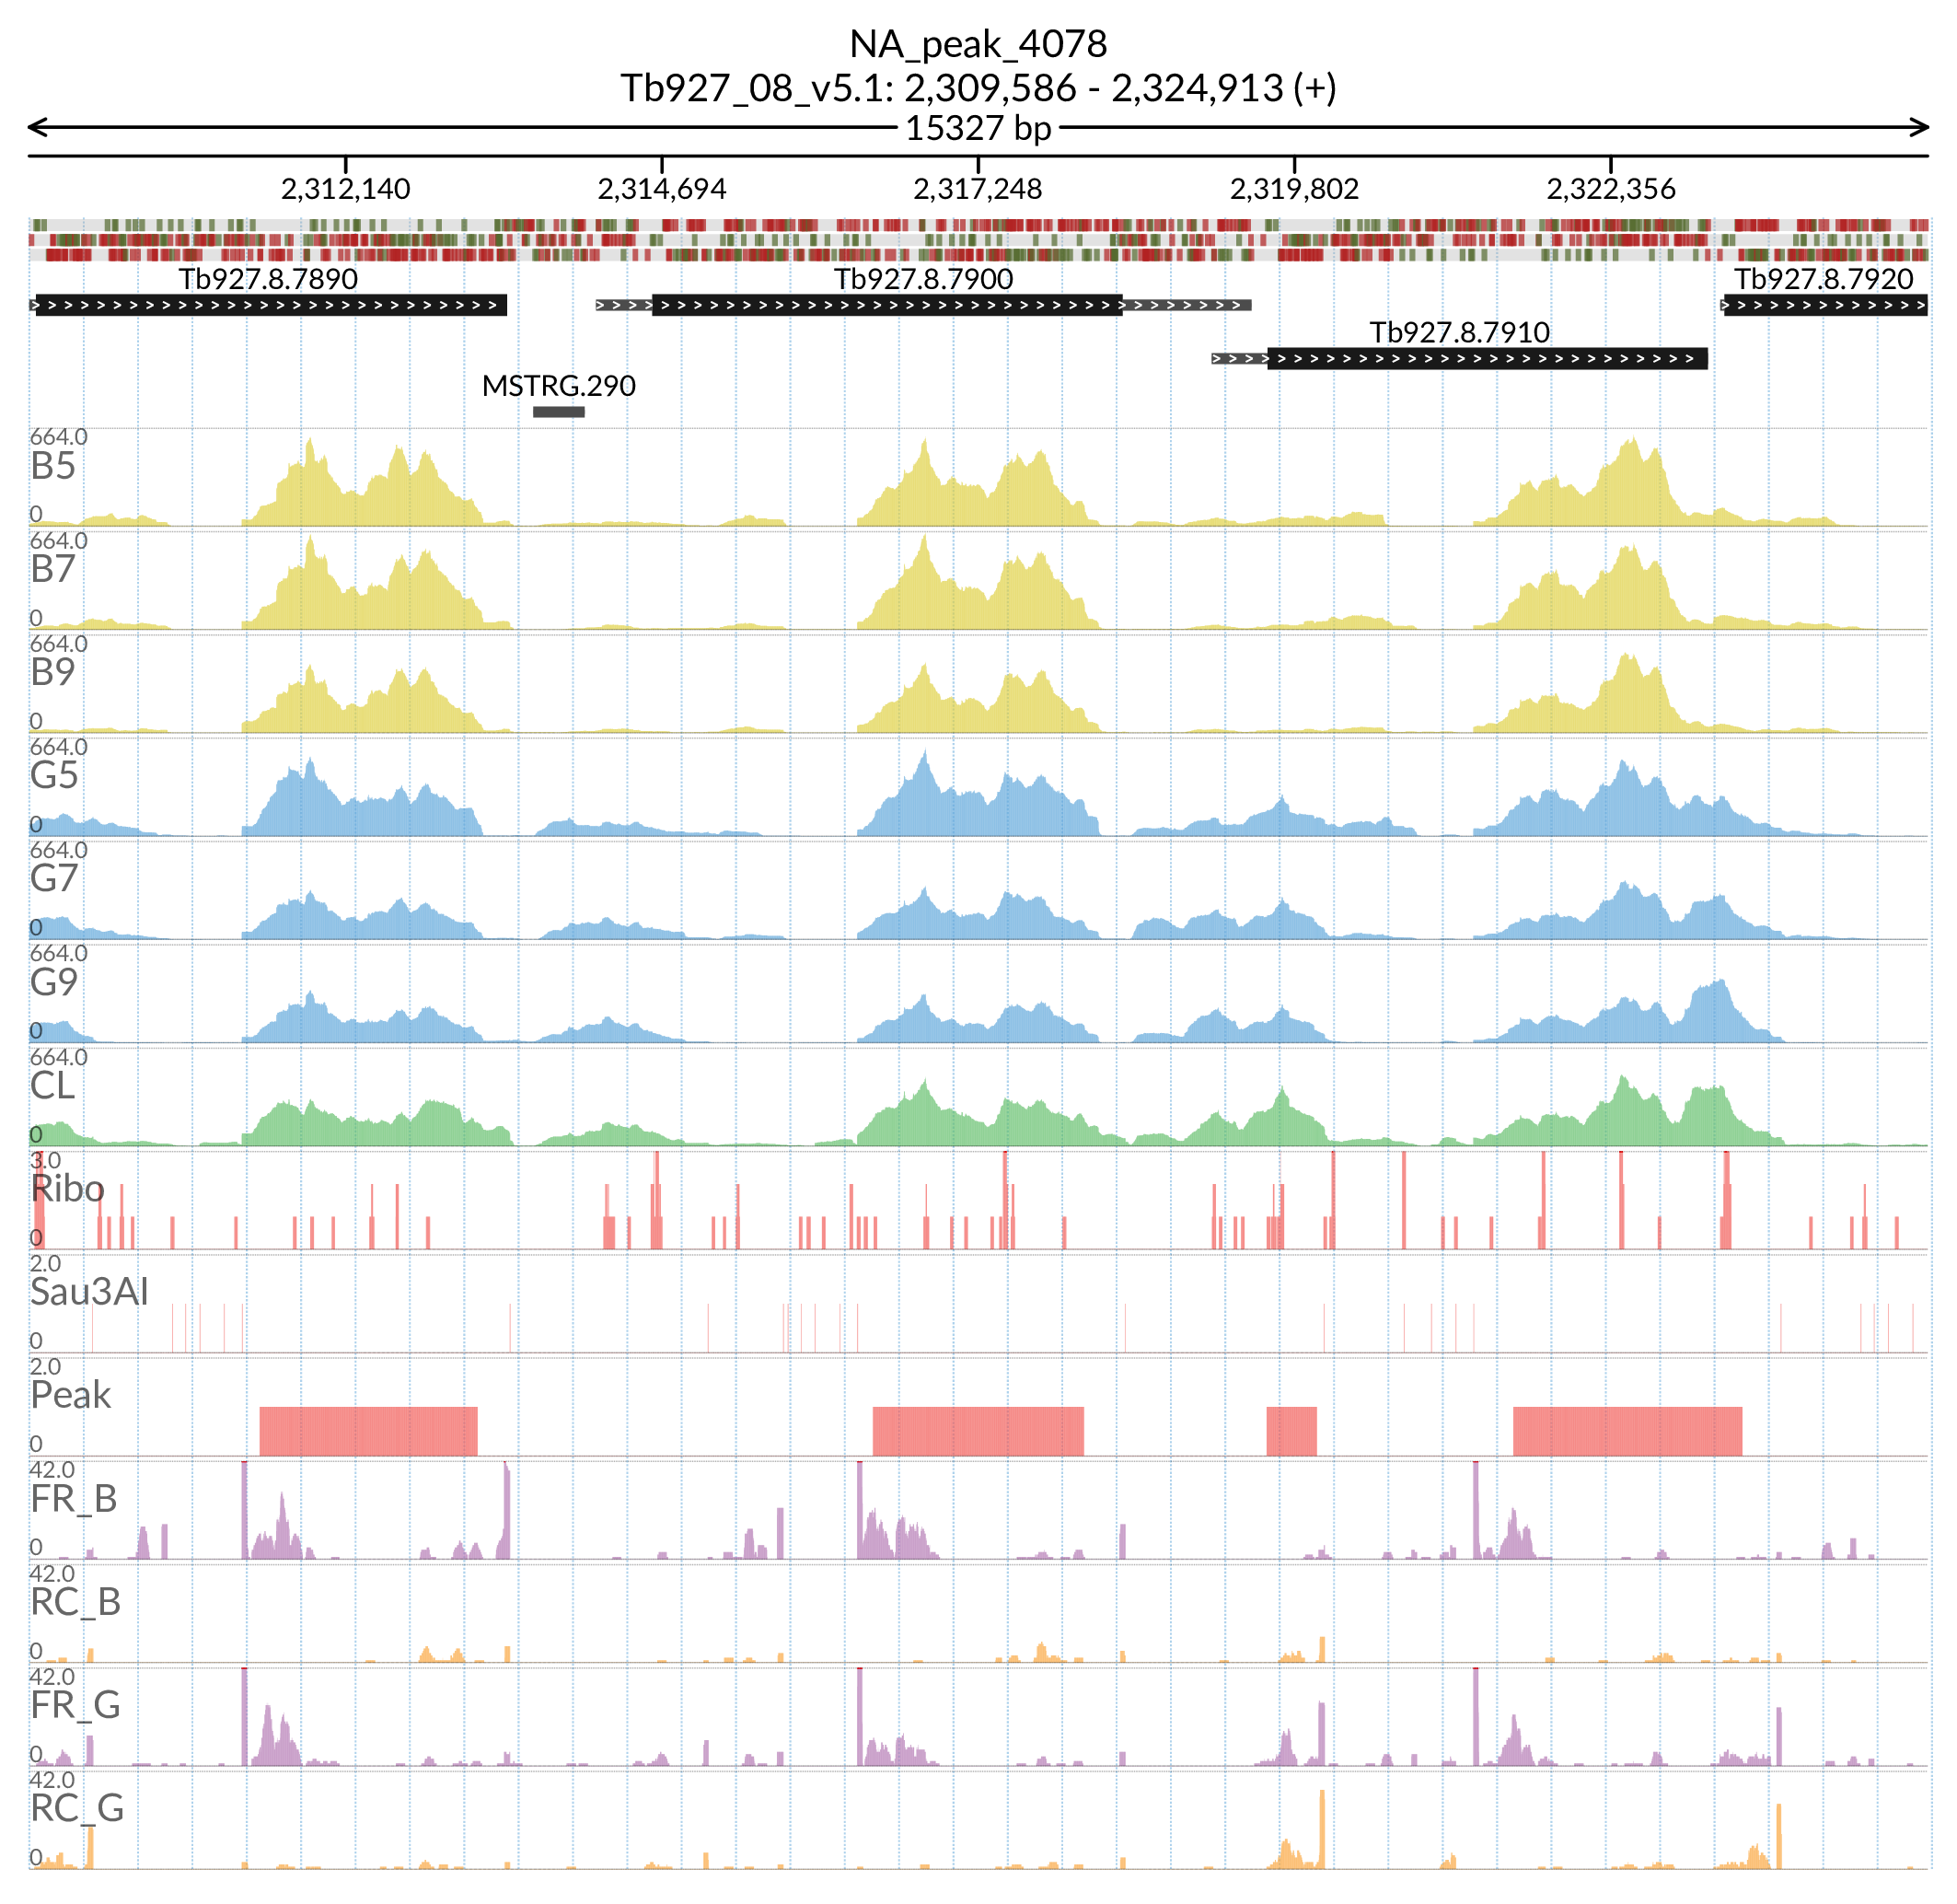 NA_peak_4078
Tb927_08_v5.1: 2,309,586 - 2,324,913 (+)
15327 bp
2,312,140 2,314,694 2,317,248 2,319,802 2,322,356
Tb927.8.7890 Tb927.8.7900 Tb927.8.7920
Tb927.8.7910
MSTRG.290
664.0
B5
0
664.0
B7
0
664.0
B9
0
664.0
G5
0
664.0
G7
0
664.0
G9
0
664.0
CL
0
3.0
Ribo
0
2.0
Sau3AI
0
2.0
Peak
0
42.0
FR_B
0
42.0
RC_B
0
42.0
FR_G
0
42.0
RC_G
0